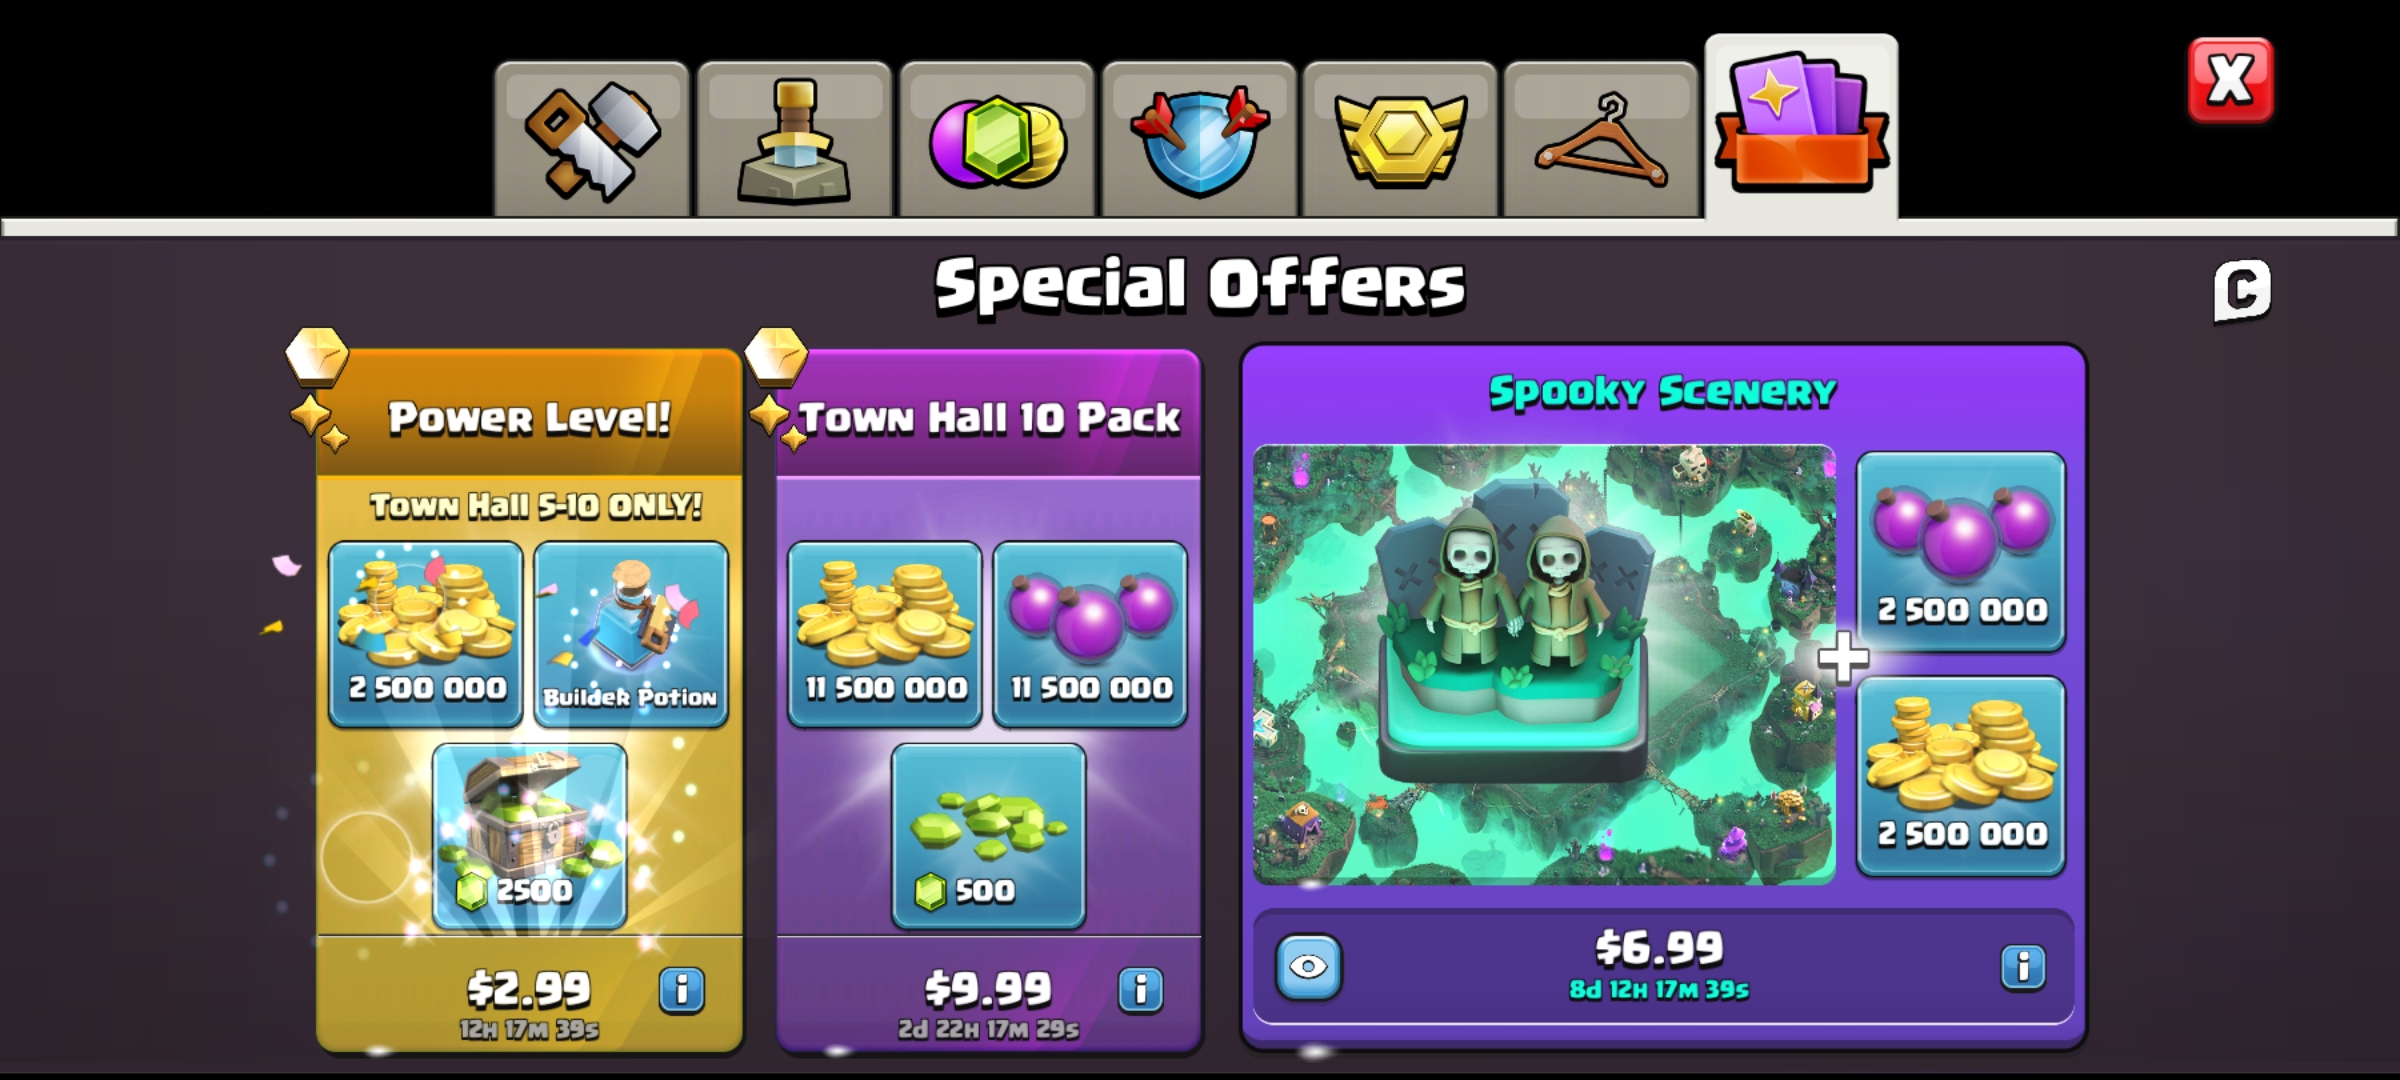 X
Special Offers
C
Power Level!
Town Hall 5-10 ONLY!
2 500 000
Builder Potion
2500
$2.99
i
12H 17M 39s
Town Hall 10 Pack
11 500 000
11 500 000
500
$9.99
i
2d 22H 17M 29s
Spooky Scenery
2 500 000
+
2 500 000
$6.99
8d 12H 17M 39s
i